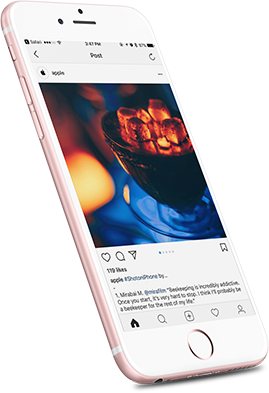 Safari 3:47 PM
Post
apple
119 likes
apple #ShotoniPhone by...
1. Mirabai M. @mirafilm "Beekeeping is incredibly addictive.
Once you start, it's very hard to stop. I think I'll probably be
a beekeeper for the rest of my life."